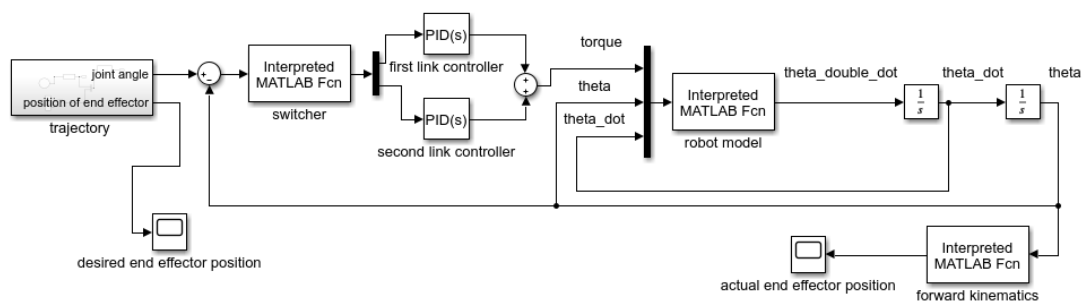 joint angle
position of end effector
trajectory
+
−
Interpreted
MATLAB Fcn
switcher
PID(s)
first link controller
PID(s)
second link controller
+
+
torque
theta
theta_dot
Interpreted
MATLAB Fcn
robot model
theta_double_dot
1
s
theta_dot
1
s
theta
desired end effector position
actual end effector position
Interpreted
MATLAB Fcn
forward kinematics